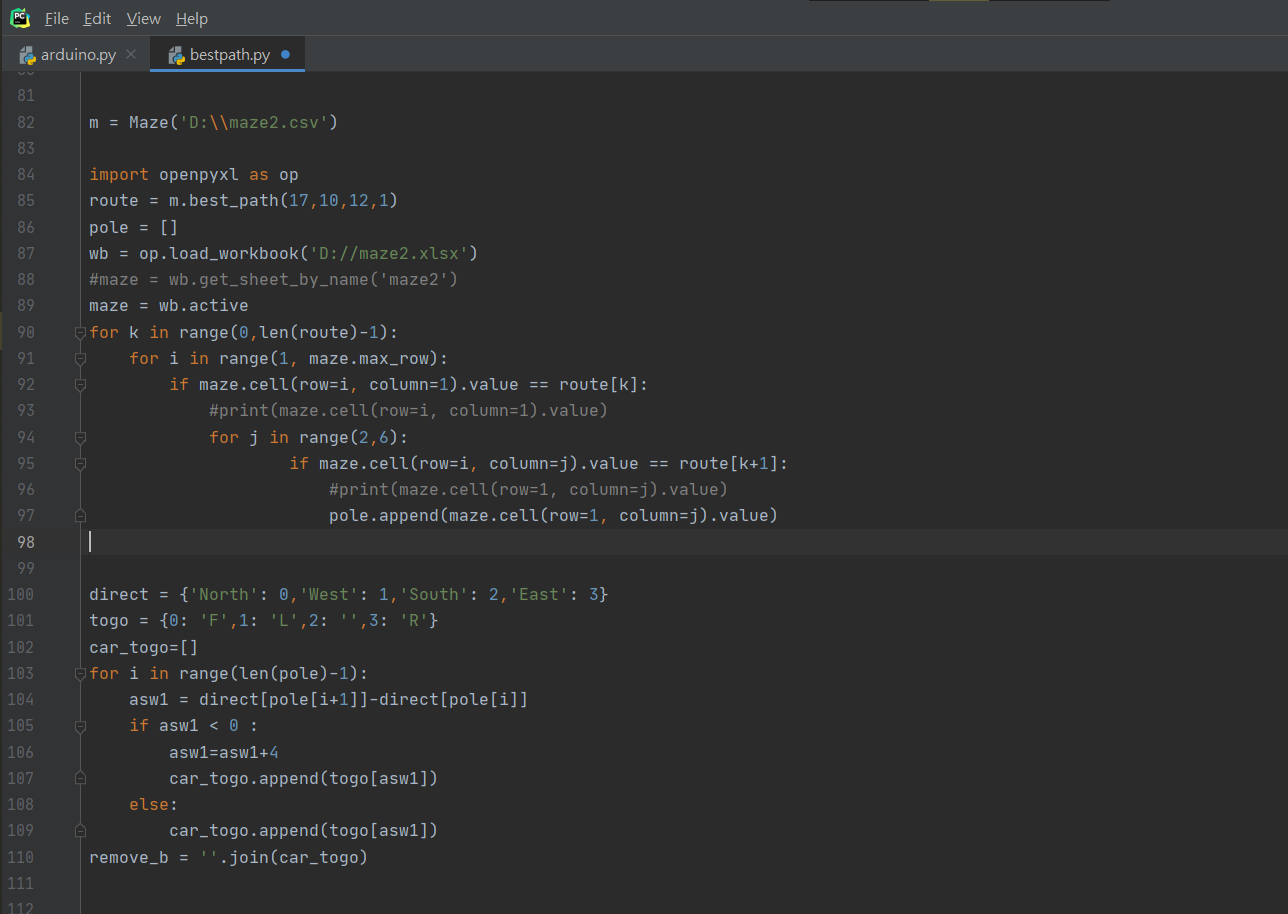 PC File Edit View Help
arduino.py bestpath.py
81
82 m = Maze('D:\\maze2.csv')
83
84 import openpyxl as op
85 route = m.best_path(17,10,12,1)
86 pole = []
87 wb = op.load_workbook('D://maze2.xlsx')
88 #maze = wb.get_sheet_by_name('maze2')
89 maze = wb.active
90 for k in range(0,len(route)-1):
91 for i in range(1, maze.max_row):
92 if maze.cell(row=i, column=1).value == route[k]:
93 #print(maze.cell(row=i, column=1).value)
94 for j in range(2,6):
95 if maze.cell(row=i, column=j).value == route[k+1]:
96 #print(maze.cell(row=1, column=j).value)
97 pole.append(maze.cell(row=1, column=j).value)
98
99
100 direct = {'North': 0,'West': 1,'South': 2,'East': 3}
101 togo = {0: 'F',1: 'L',2: '',3: 'R'}
102 car_togo=[]
103 for i in range(len(pole)-1):
104 asw1 = direct[pole[i+1]]-direct[pole[i]]
105 if asw1 < 0 :
106 asw1=asw1+4
107 car_togo.append(togo[asw1])
108 else:
109 car_togo.append(togo[asw1])
110 remove_b = ''.join(car_togo)
111
112